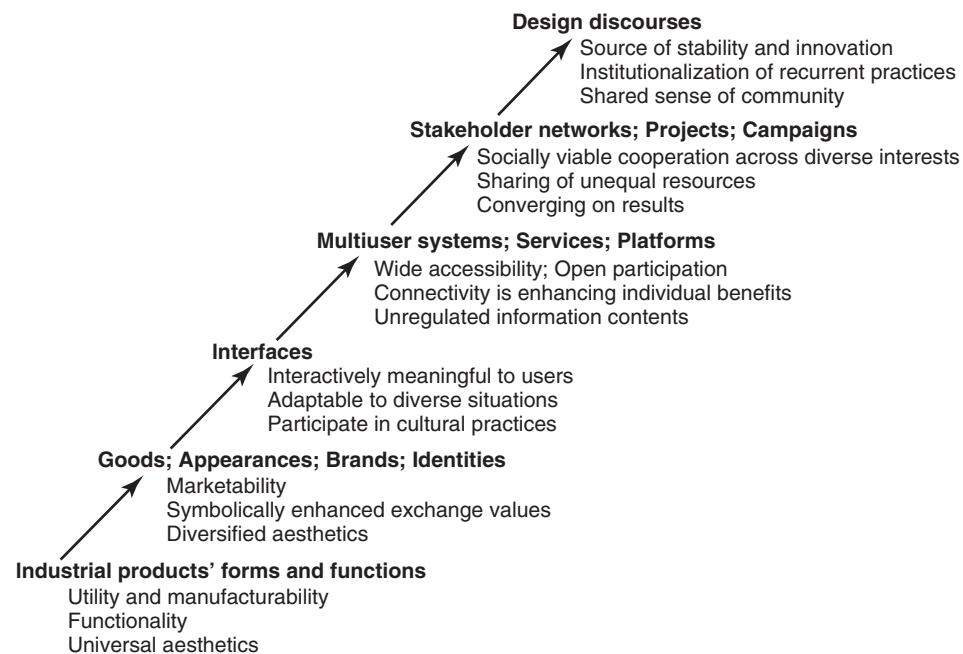 Design discourses
Source of stability and innovation
Institutionalization of recurrent practices
Shared sense of community
Stakeholder networks; Projects; Campaigns
Socially viable cooperation across diverse interests
Sharing of unequal resources
Converging on results
Multiuser systems; Services; Platforms
Wide accessibility; Open participation
Connectivity is enhancing individual benefits
Unregulated information contents
Interfaces
Interactively meaningful to users
Adaptable to diverse situations
Participate in cultural practices
Goods; Appearances; Brands; Identities
Marketability
Symbolically enhanced exchange values
Diversified aesthetics
Industrial products’ forms and functions
Utility and manufacturability
Functionality
Universal aesthetics